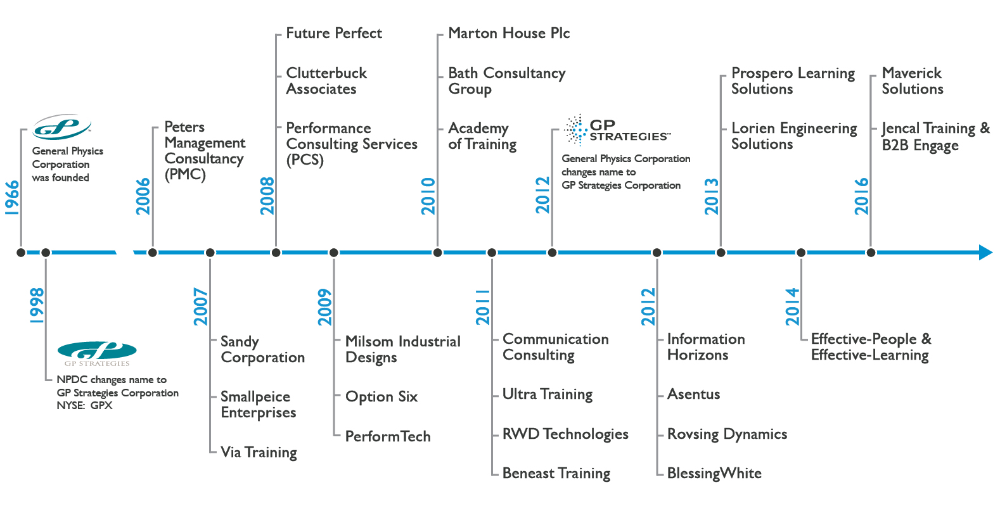 1966
GP
™
General Physics
Corporation
was founded
1998
GP
GP STRATEGIES
NPDC changes name to
GP Strategies Corporation
NYSE: GPX
2006
Peters
Management
Consultancy
(PMC)
2007
Sandy
Corporation
Smallpeice
Enterprises
Via Training
2008
Future Perfect
Clutterbuck
Associates
Performance
Consulting Services
(PCS)
2009
Milsom Industrial
Designs
Option Six
PerformTech
2010
Marton House Plc
Bath Consultancy
Group
Academy
of Training
2011
Communication
Consulting
Ultra Training
RWD Technologies
Beneast Training
2012
GP
STRATEGIES™
General Physics Corporation
changes name to
GP Strategies Corporation
2012
Information
Horizons
Asentus
Rovsing Dynamics
BlessingWhite
2013
Prospero Learning
Solutions
Lorien Engineering
Solutions
2014
Effective-People &
Effective-Learning
2016
Maverick
Solutions
Jencal Training &
B2B Engage